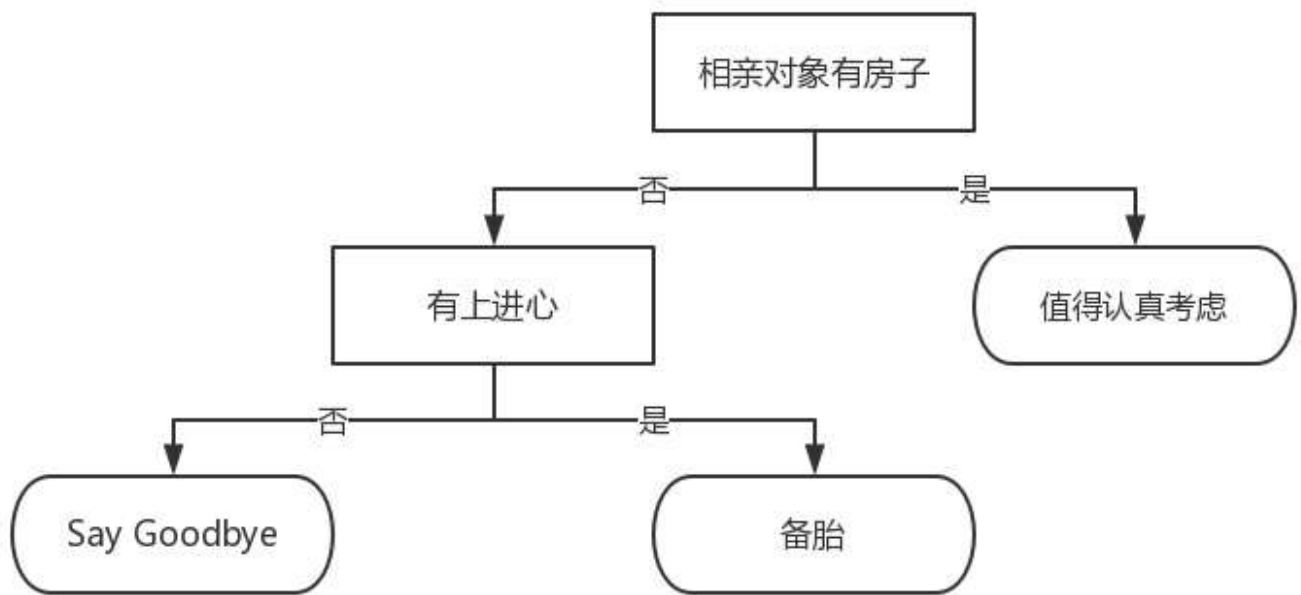 相亲对象有房子
否
是
有上进心
值得认真考虑
否
是
Say Goodbye
备胎